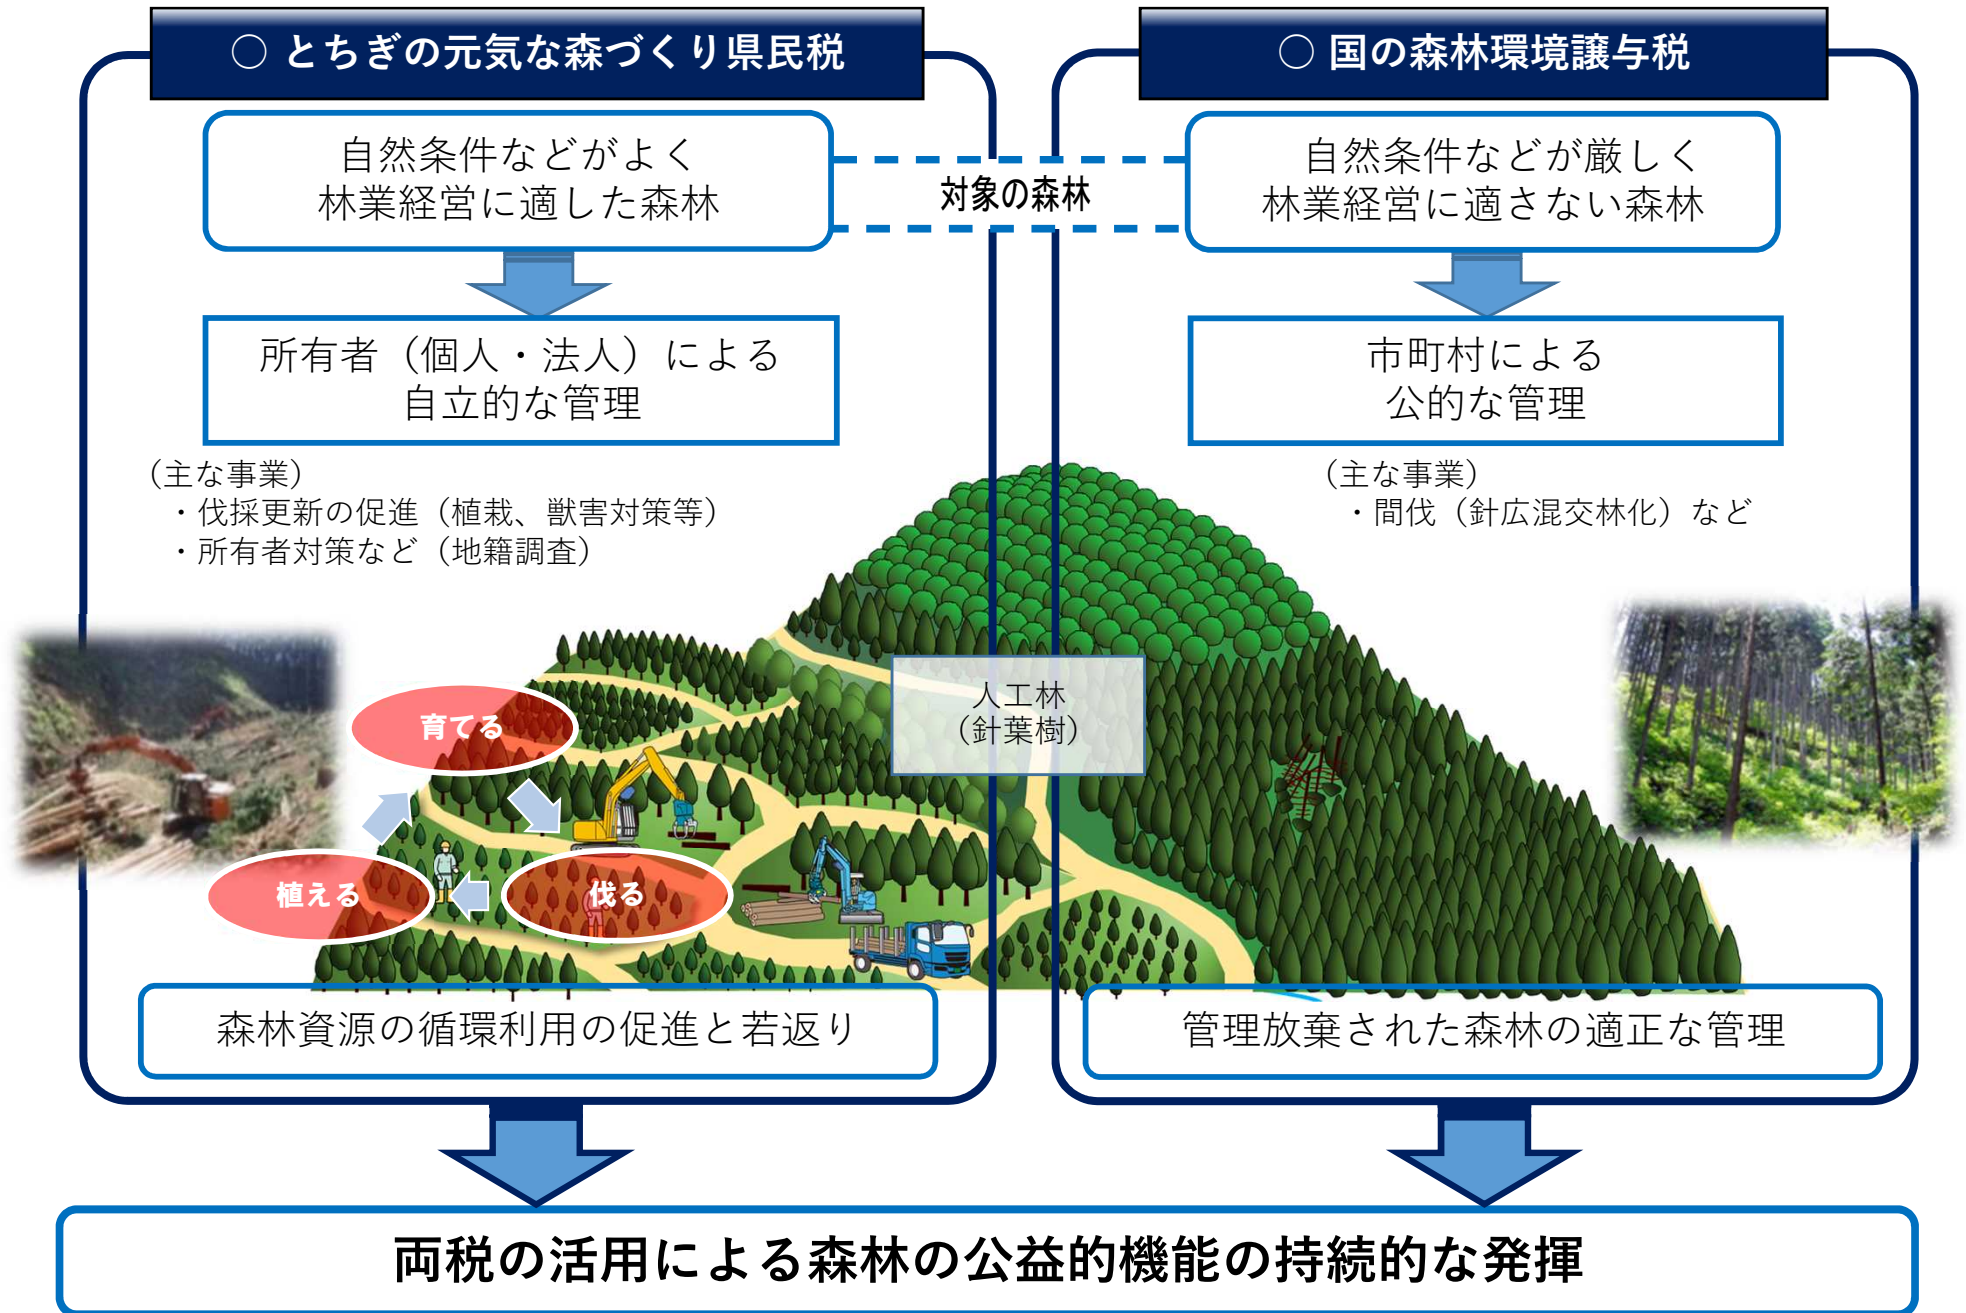 ○ とちぎの元気な森づくり県民税
自然条件などがよく
林業経営に適した森林
所有者（個人・法人）による
自立的な管理
（主な事業）
・伐採更新の促進（植栽、獣害対策等）
・所有者対策など（地籍調査）
○ 国の森林環境譲与税
対象の森林
自然条件などが厳しく
林業経営に適さない森林
市町村による
公的な管理
（主な事業）
・間伐（針広混交林化）など
人工林
（針葉樹）
育てる
植える
伐る
森林資源の循環利用の促進と若返り
管理放棄された森林の適正な管理
両税の活用による森林の公益的機能の持続的な発揮